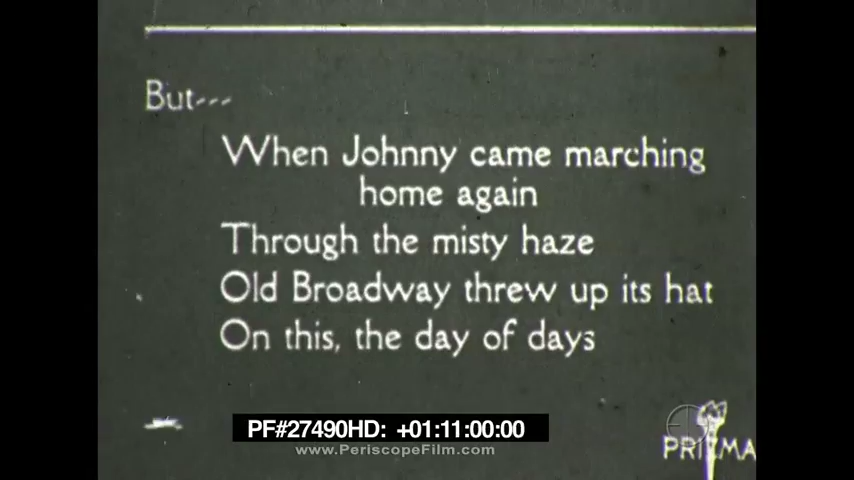 But---
When Johnny came marching
home again
Through the misty haze
Old Broadway threw up its hat
On this, the day of days
PF#27490HD: +01:11:00:00
www.PeriscopeFilm.com
PRIZMA